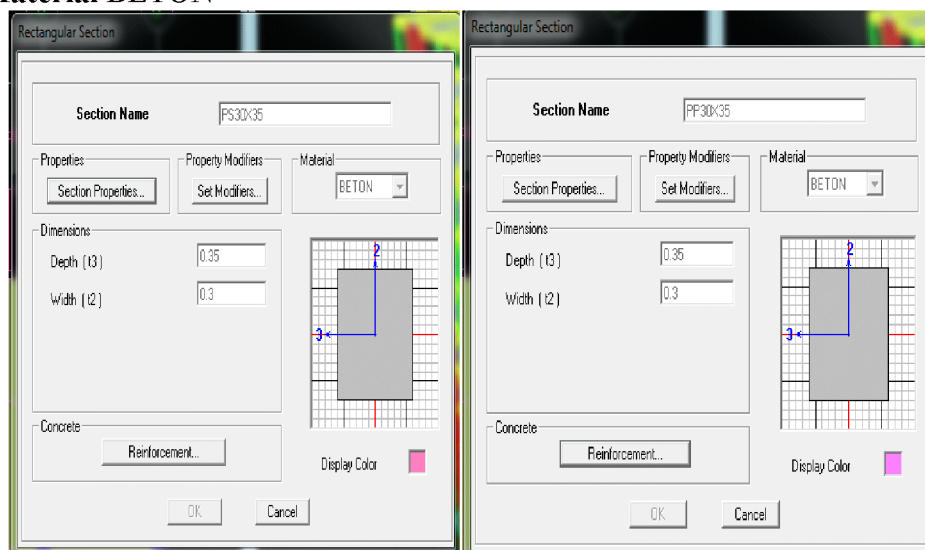 Material BETON
Rectangular Section
Section Name PS30X35
Properties
Section Properties...
Property Modifiers
Set Modifiers...
Material
BETON
Dimensions
Depth ( t3 ) 0.35
Width ( t2 ) 0.3
2
3
Concrete
Reinforcement...
Display Color
OK Cancel
Rectangular Section
Section Name PP30X35
Properties
Section Properties...
Property Modifiers
Set Modifiers...
Material
BETON
Dimensions
Depth ( t3 ) 0.35
Width ( t2 ) 0.3
2
3
Concrete
Reinforcement...
Display Color
OK Cancel